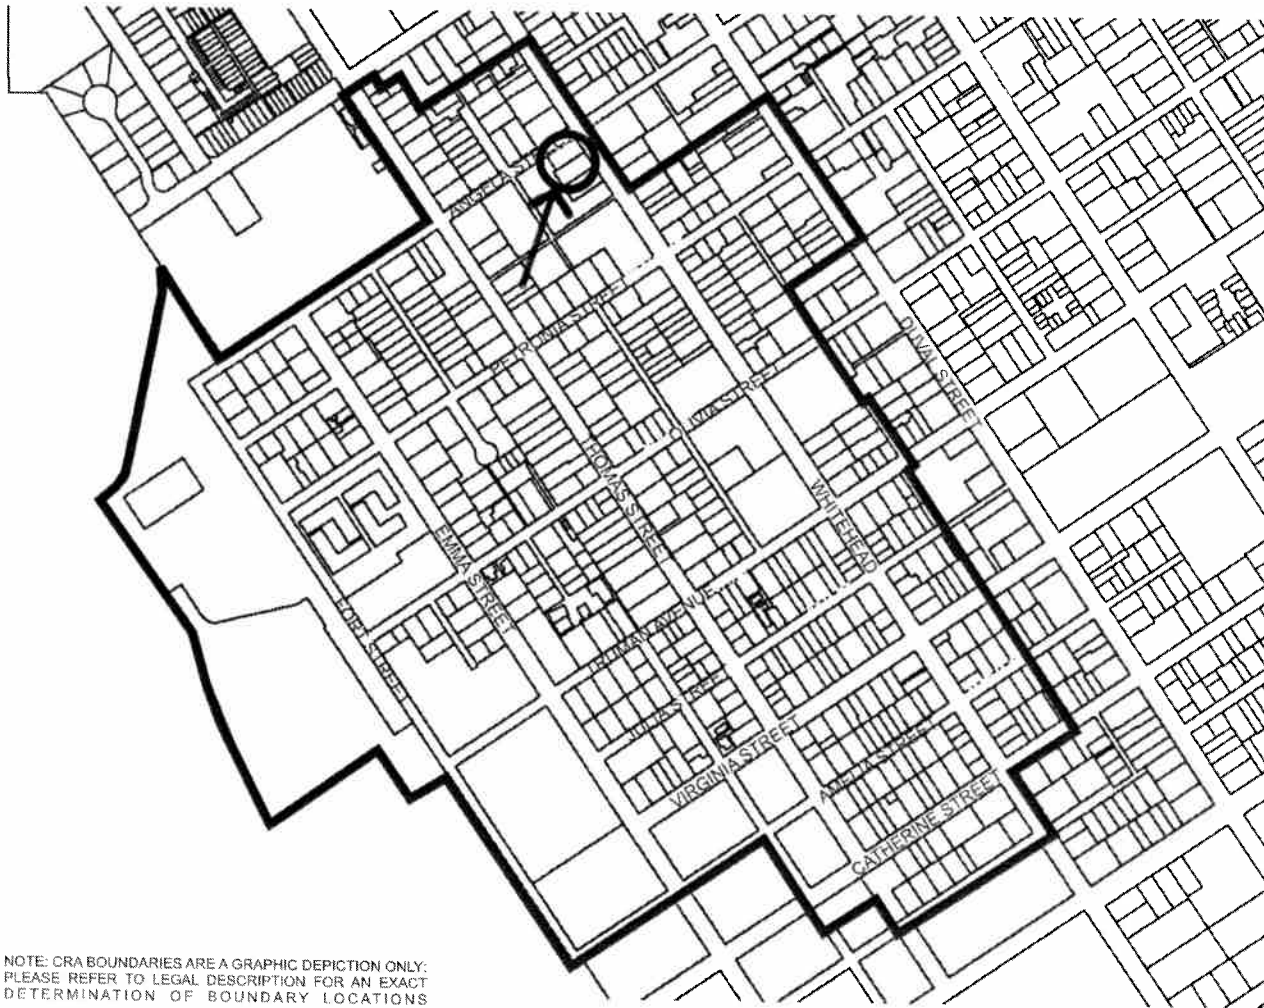 ANGELA STREET
PETRONIA STREET
DUVAL STREET
OLIVIA STREET
THOMAS STREET
WHITEHEAD
EMMA STREET
FORT STREET
TRUMAN AVENUE
JULIA STREET
VIRGINIA STREET
AMELIA STREET
CATHERINE STREET
NOTE: CRA BOUNDARIES ARE A GRAPHIC DEPICTION ONLY;
PLEASE REFER TO LEGAL DESCRIPTION FOR AN EXACT
DETERMINATION OF BOUNDARY LOCATIONS